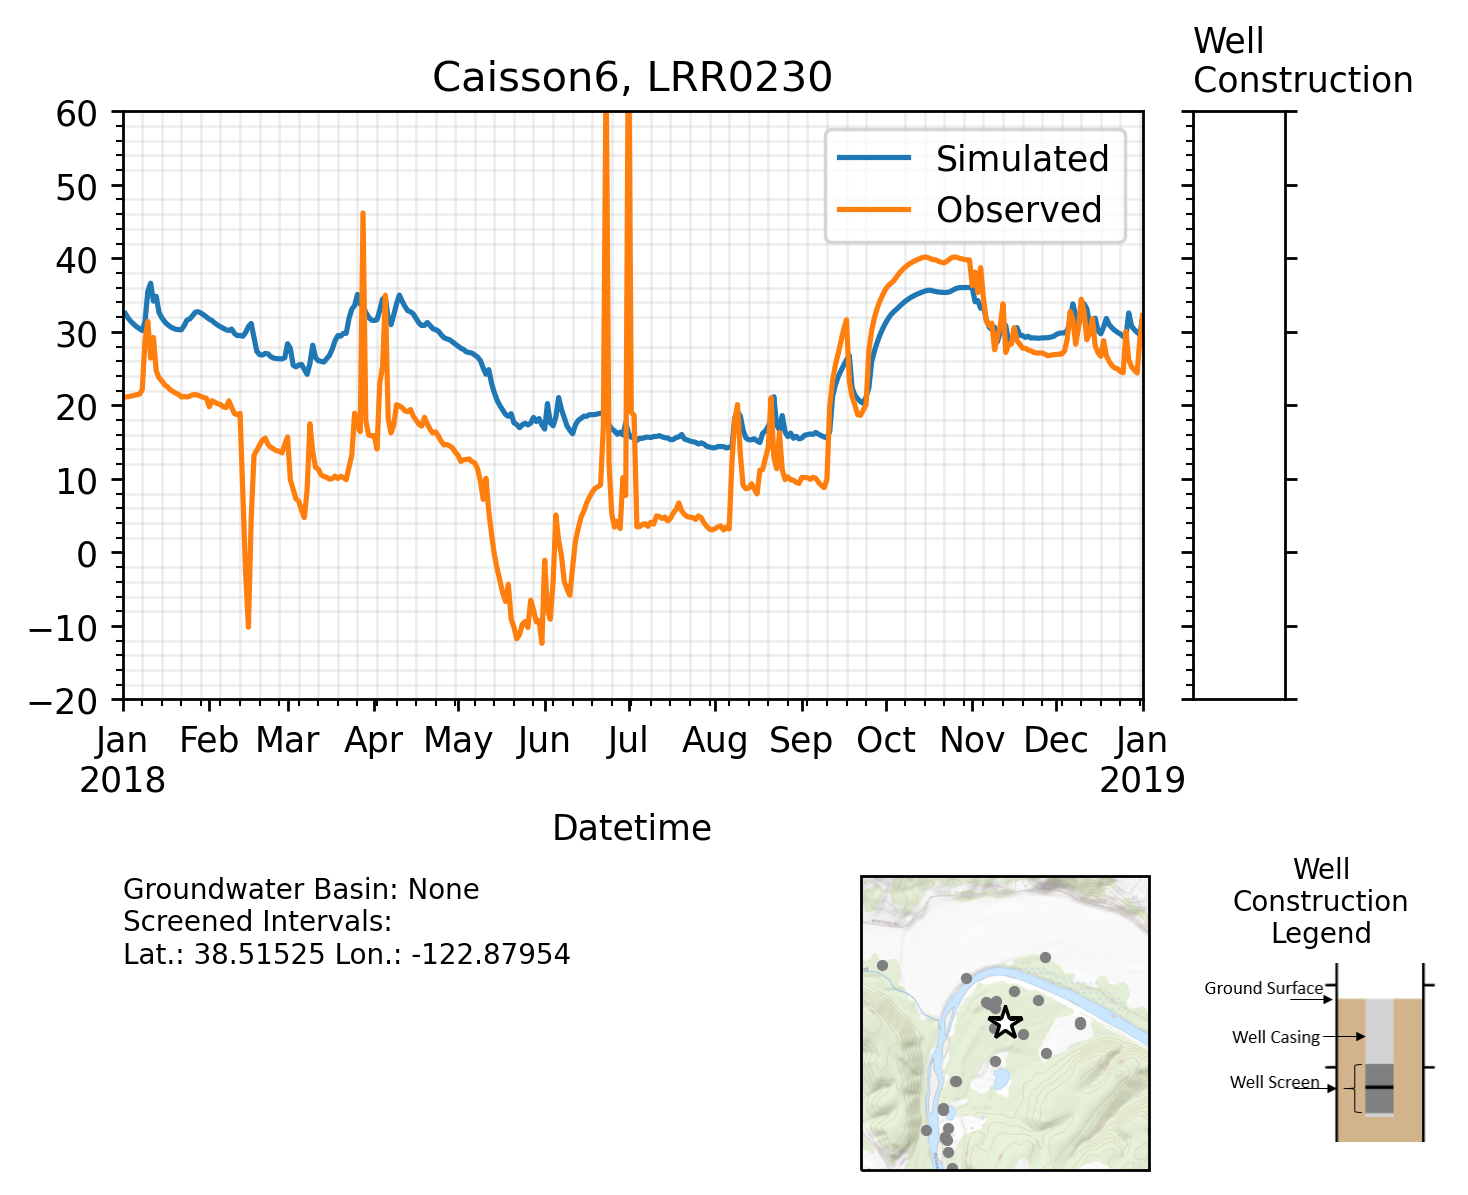 Well
Construction
Caisson6, LRR0230
60
50
40
30
20
10
0
−10
−20
Simulated
Observed
Jan Feb Mar Apr May Jun Jul Aug Sep Oct Nov Dec Jan
2018 2019
Datetime
Groundwater Basin: None
Screened Intervals:
Lat.: 38.51525 Lon.: -122.87954
Well
Construction
Legend
Ground Surface
Well Casing
Well Screen